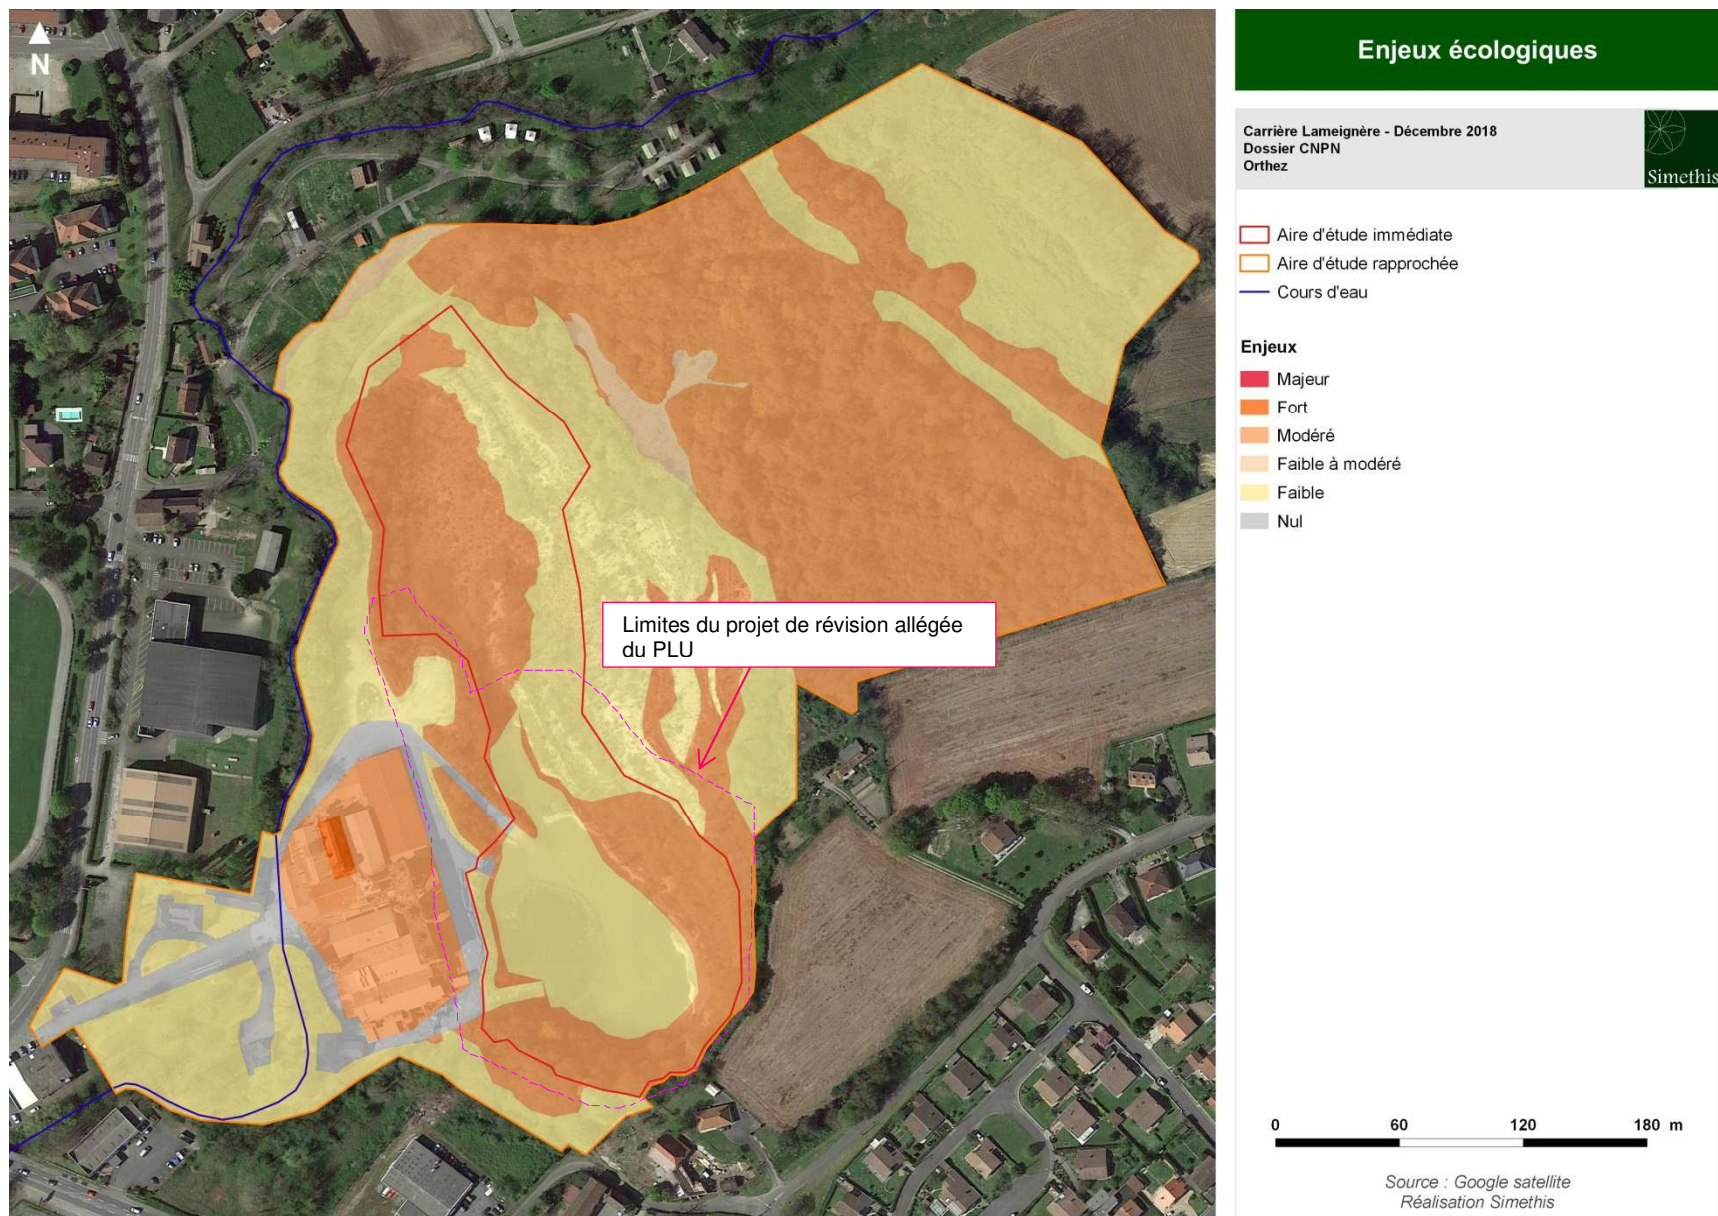 N
Limites du projet de révision allégée
du PLU
Enjeux écologiques
Carrière Lameignère - Décembre 2018
Dossier CNPN
Orthez
Simethis
Aire d'étude immédiate
Aire d'étude rapprochée
Cours d'eau
Enjeux
Majeur
Fort
Modéré
Faible à modéré
Faible
Nul
0 60 120 180 m
Source : Google satellite
Réalisation Simethis